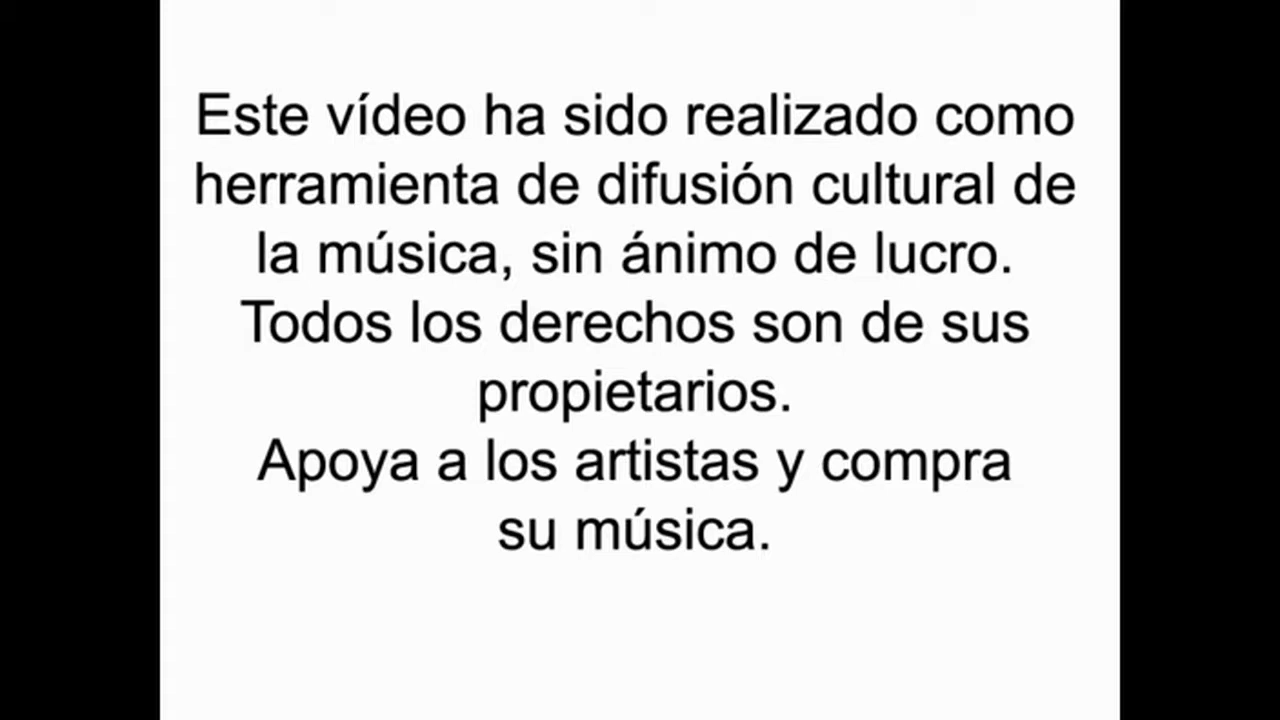 Este vídeo ha sido realizado como
herramienta de difusión cultural de
la música, sin ánimo de lucro.
Todos los derechos son de sus
propietarios.
Apoya a los artistas y compra
su música.